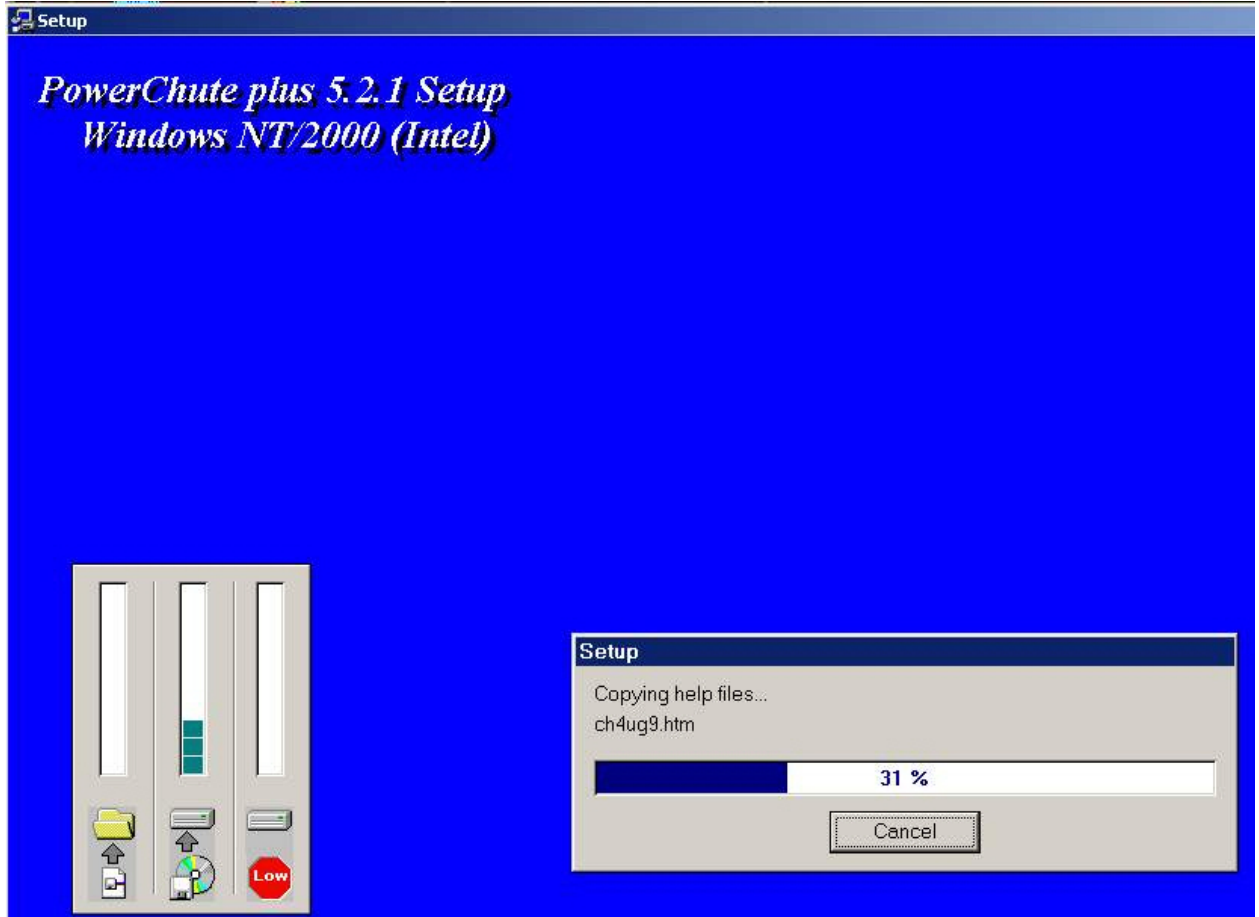 Setup
PowerChute plus 5.2.1 Setup
Windows NT/2000 (Intel)
Setup
Copying help files...
ch4ug9.htm
31 %
Cancel
Low